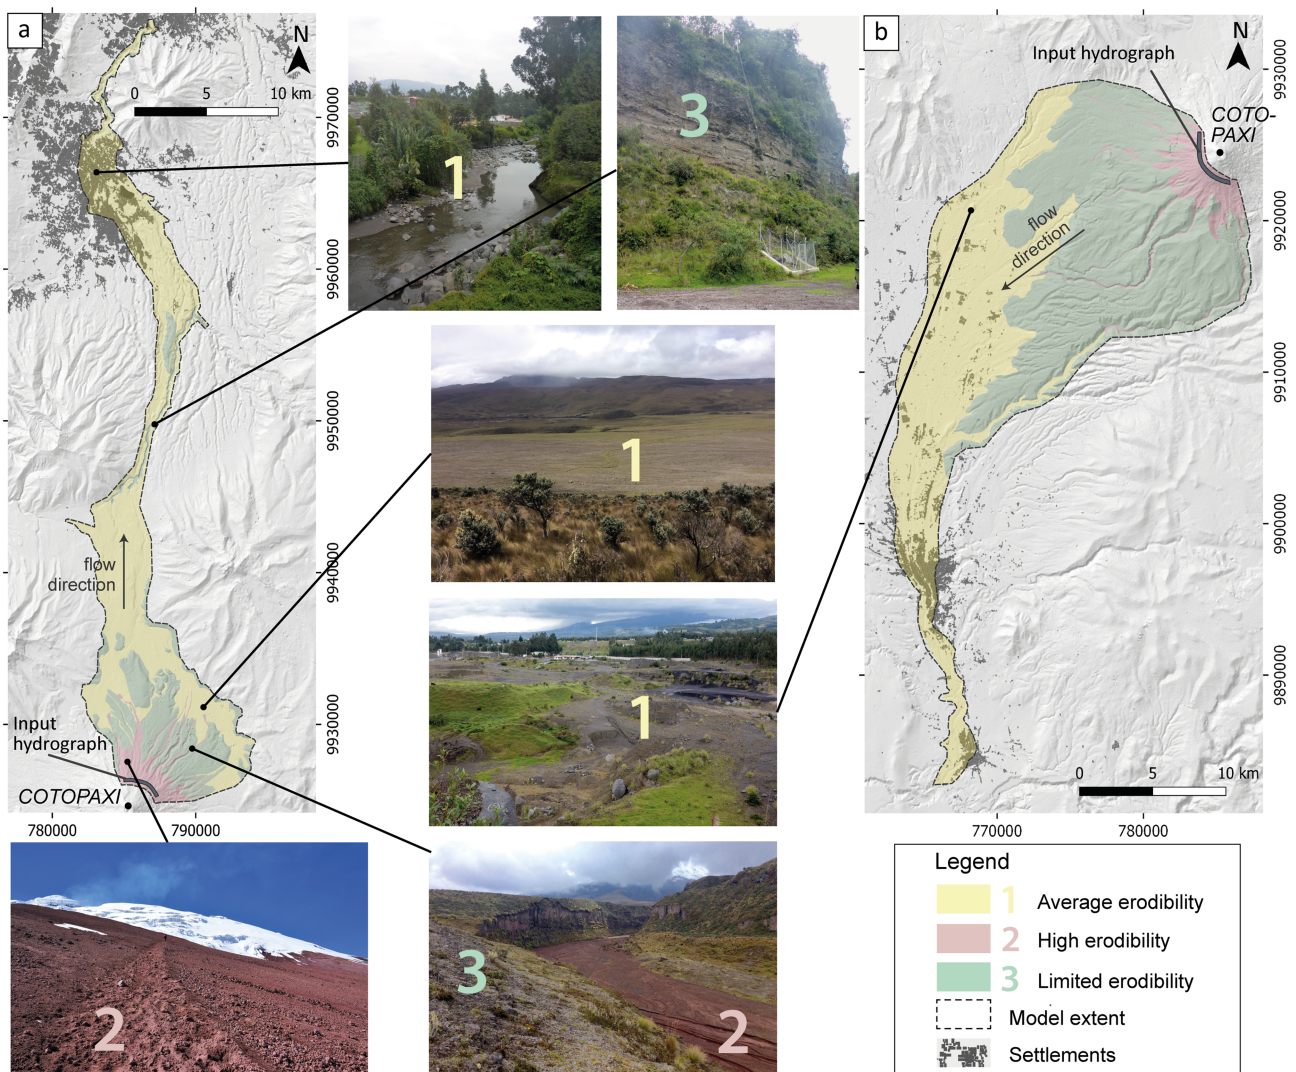 a
N
0 5 10 km
9970000
9960000
9950000
9940000
9930000
flow
direction
Input
hydrograph
COTOPAXI
780000 790000
1
3
1
1
2
3
2
b
N
Input hydrograph
COTO-
PAXI
flow
direction
9930000
9920000
9910000
9900000
9890000
0 5 10 km
770000 780000
Legend
1 Average erodibility
2 High erodibility
3 Limited erodibility
Model extent
Settlements